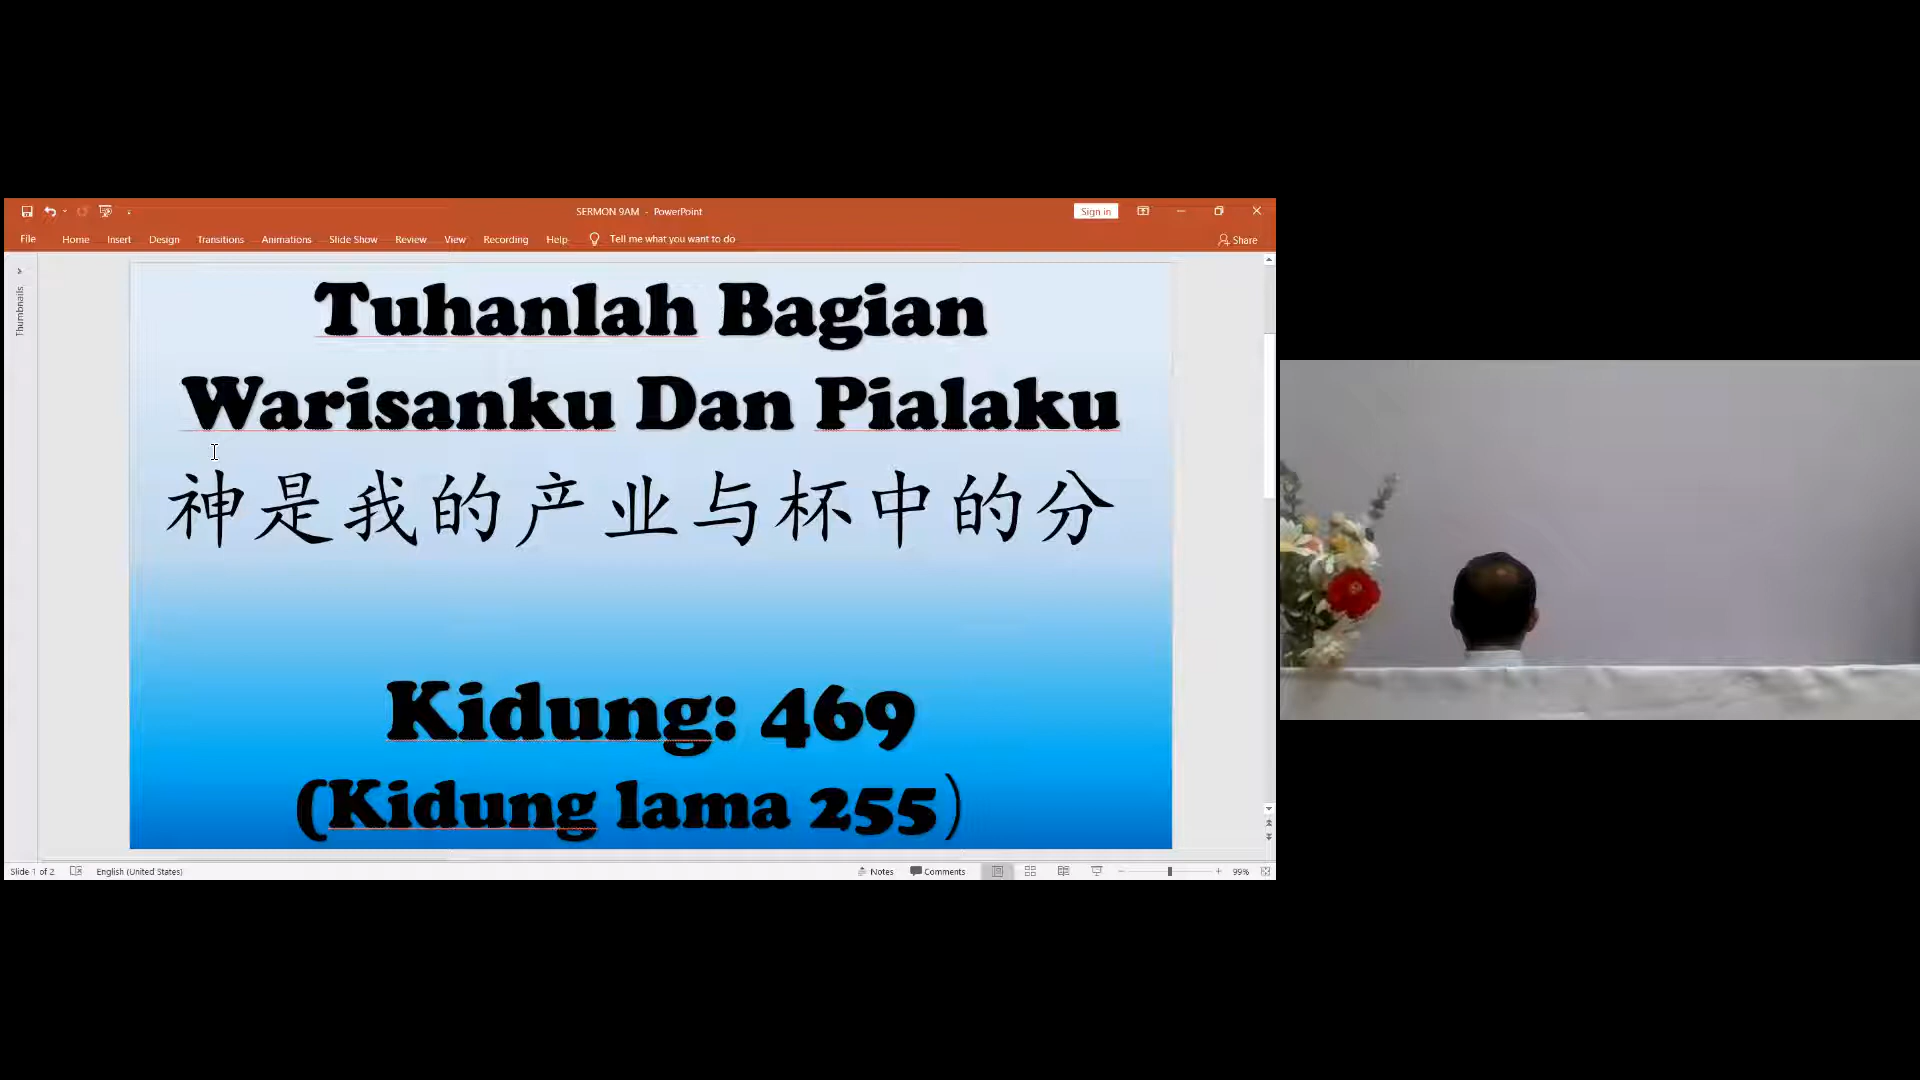 SERMON 9AM - PowerPoint
Sign in
File Home Insert Design Transitions Animations Slide Show Review View Recording Help Tell me what you want to do Share
Thumbnails
Tuhanlah Bagian
Warisanku Dan Pialaku
神是我的产业与杯中的分
Kidung: 469
(Kidung lama 255）
Slide 1 of 2 English (United States) Notes Comments 99%